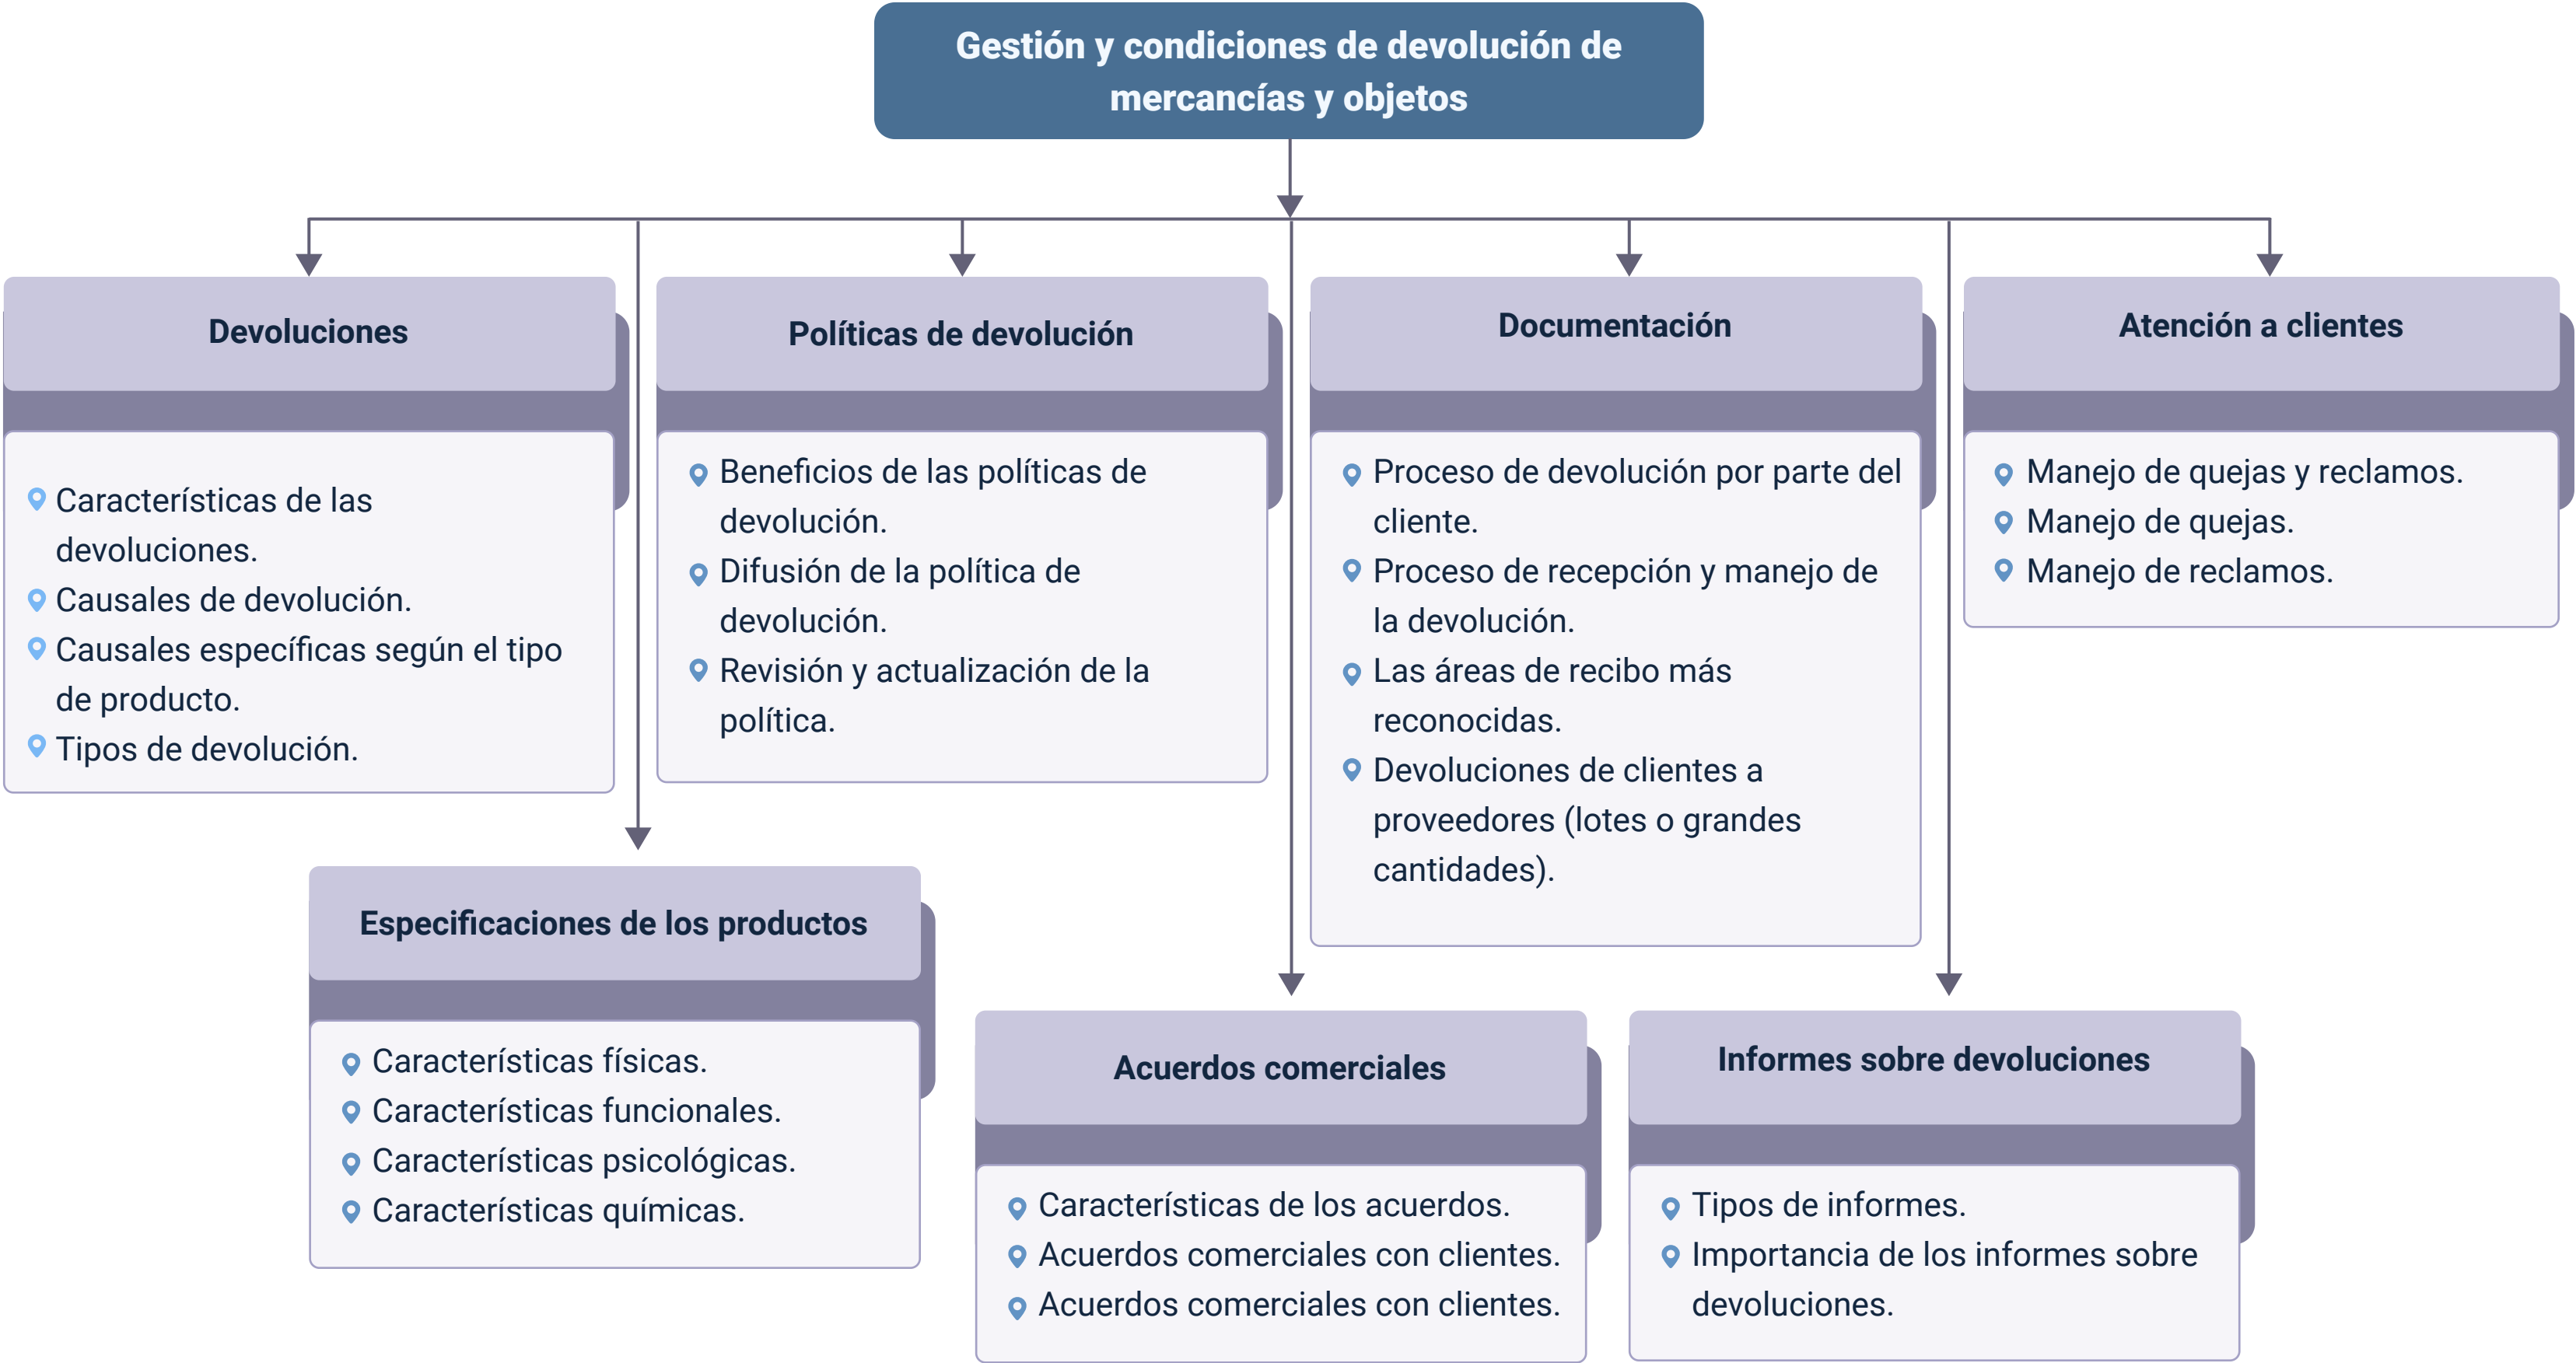 Gestión y condiciones de devolución de
mercancías y objetos
Devoluciones
Características de las
devoluciones.
Causales de devolución.
Causales específicas según el tipo
de producto.
Tipos de devolución.
Políticas de devolución
Beneficios de las políticas de
devolución.
Difusión de la política de
devolución.
Revisión y actualización de la
política.
Documentación
Proceso de devolución por parte del
cliente.
Proceso de recepción y manejo de
la devolución.
Las áreas de recibo más
reconocidas.
Devoluciones de clientes a
proveedores (lotes o grandes
cantidades).
Atención a clientes
Manejo de quejas y reclamos.
Manejo de quejas.
Manejo de reclamos.
Especificaciones de los productos
Características físicas.
Características funcionales.
Características psicológicas.
Características químicas.
Acuerdos comerciales
Características de los acuerdos.
Acuerdos comerciales con clientes.
Acuerdos comerciales con clientes.
Informes sobre devoluciones
Tipos de informes.
Importancia de los informes sobre
devoluciones.